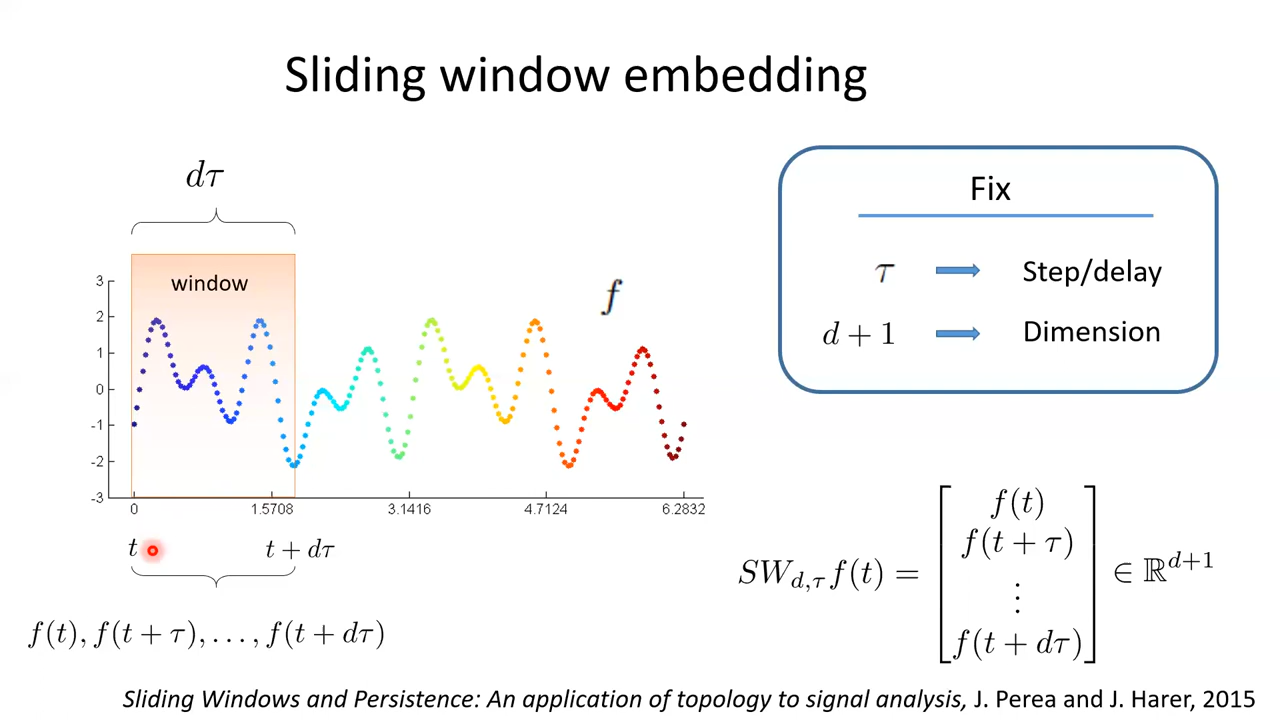 Sliding window embedding
dτ
window
f
3
2
1
0
-1
-2
-3
0 1.5708 3.1416 4.7124 6.2832
t t + dτ
f(t), f(t + τ), . . . , f(t + dτ)
Fix
τ Step/delay
d + 1 Dimension
f(t)
f(t + τ)
SW_{d,τ} f(t) = ⋮ ∈ ℝ^{d+1}
f(t + dτ)
Sliding Windows and Persistence: An application of topology to signal analysis, J. Perea and J. Harer, 2015